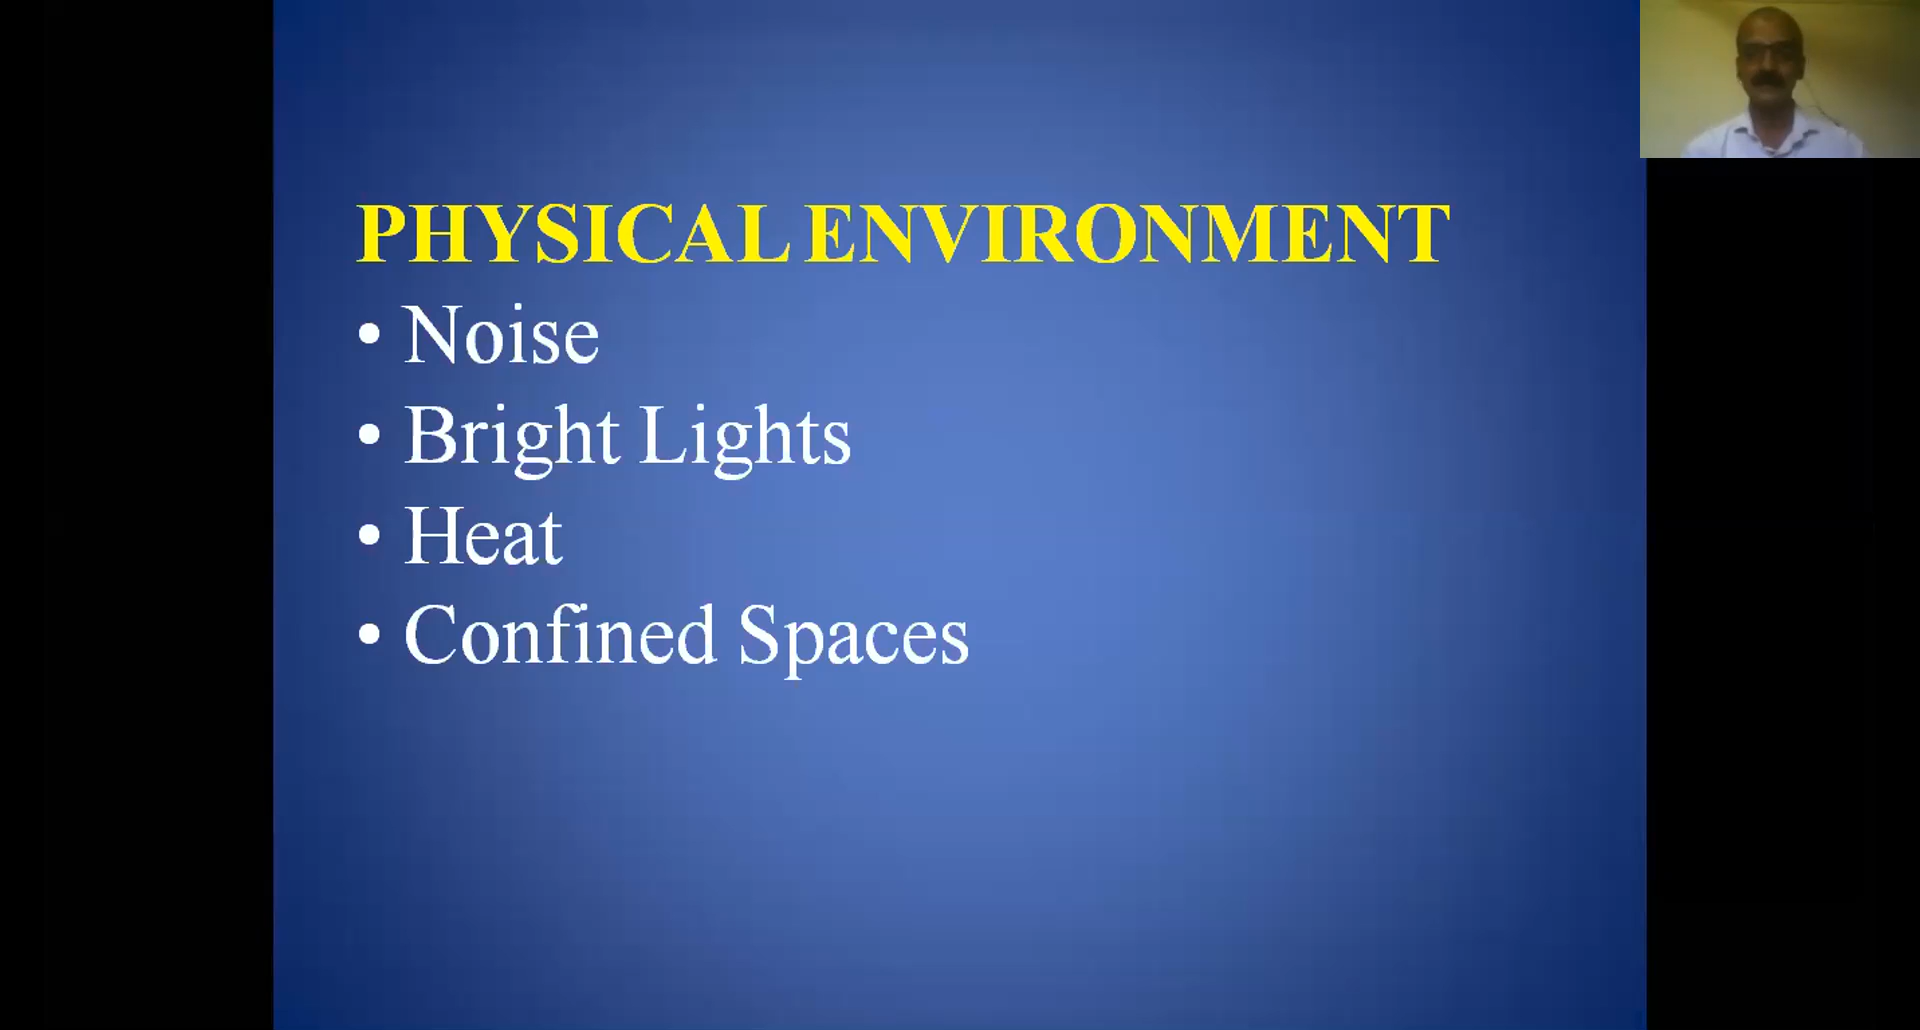 PHYSICAL ENVIRONMENT
• Noise
• Bright Lights
• Heat
• Confined Spaces